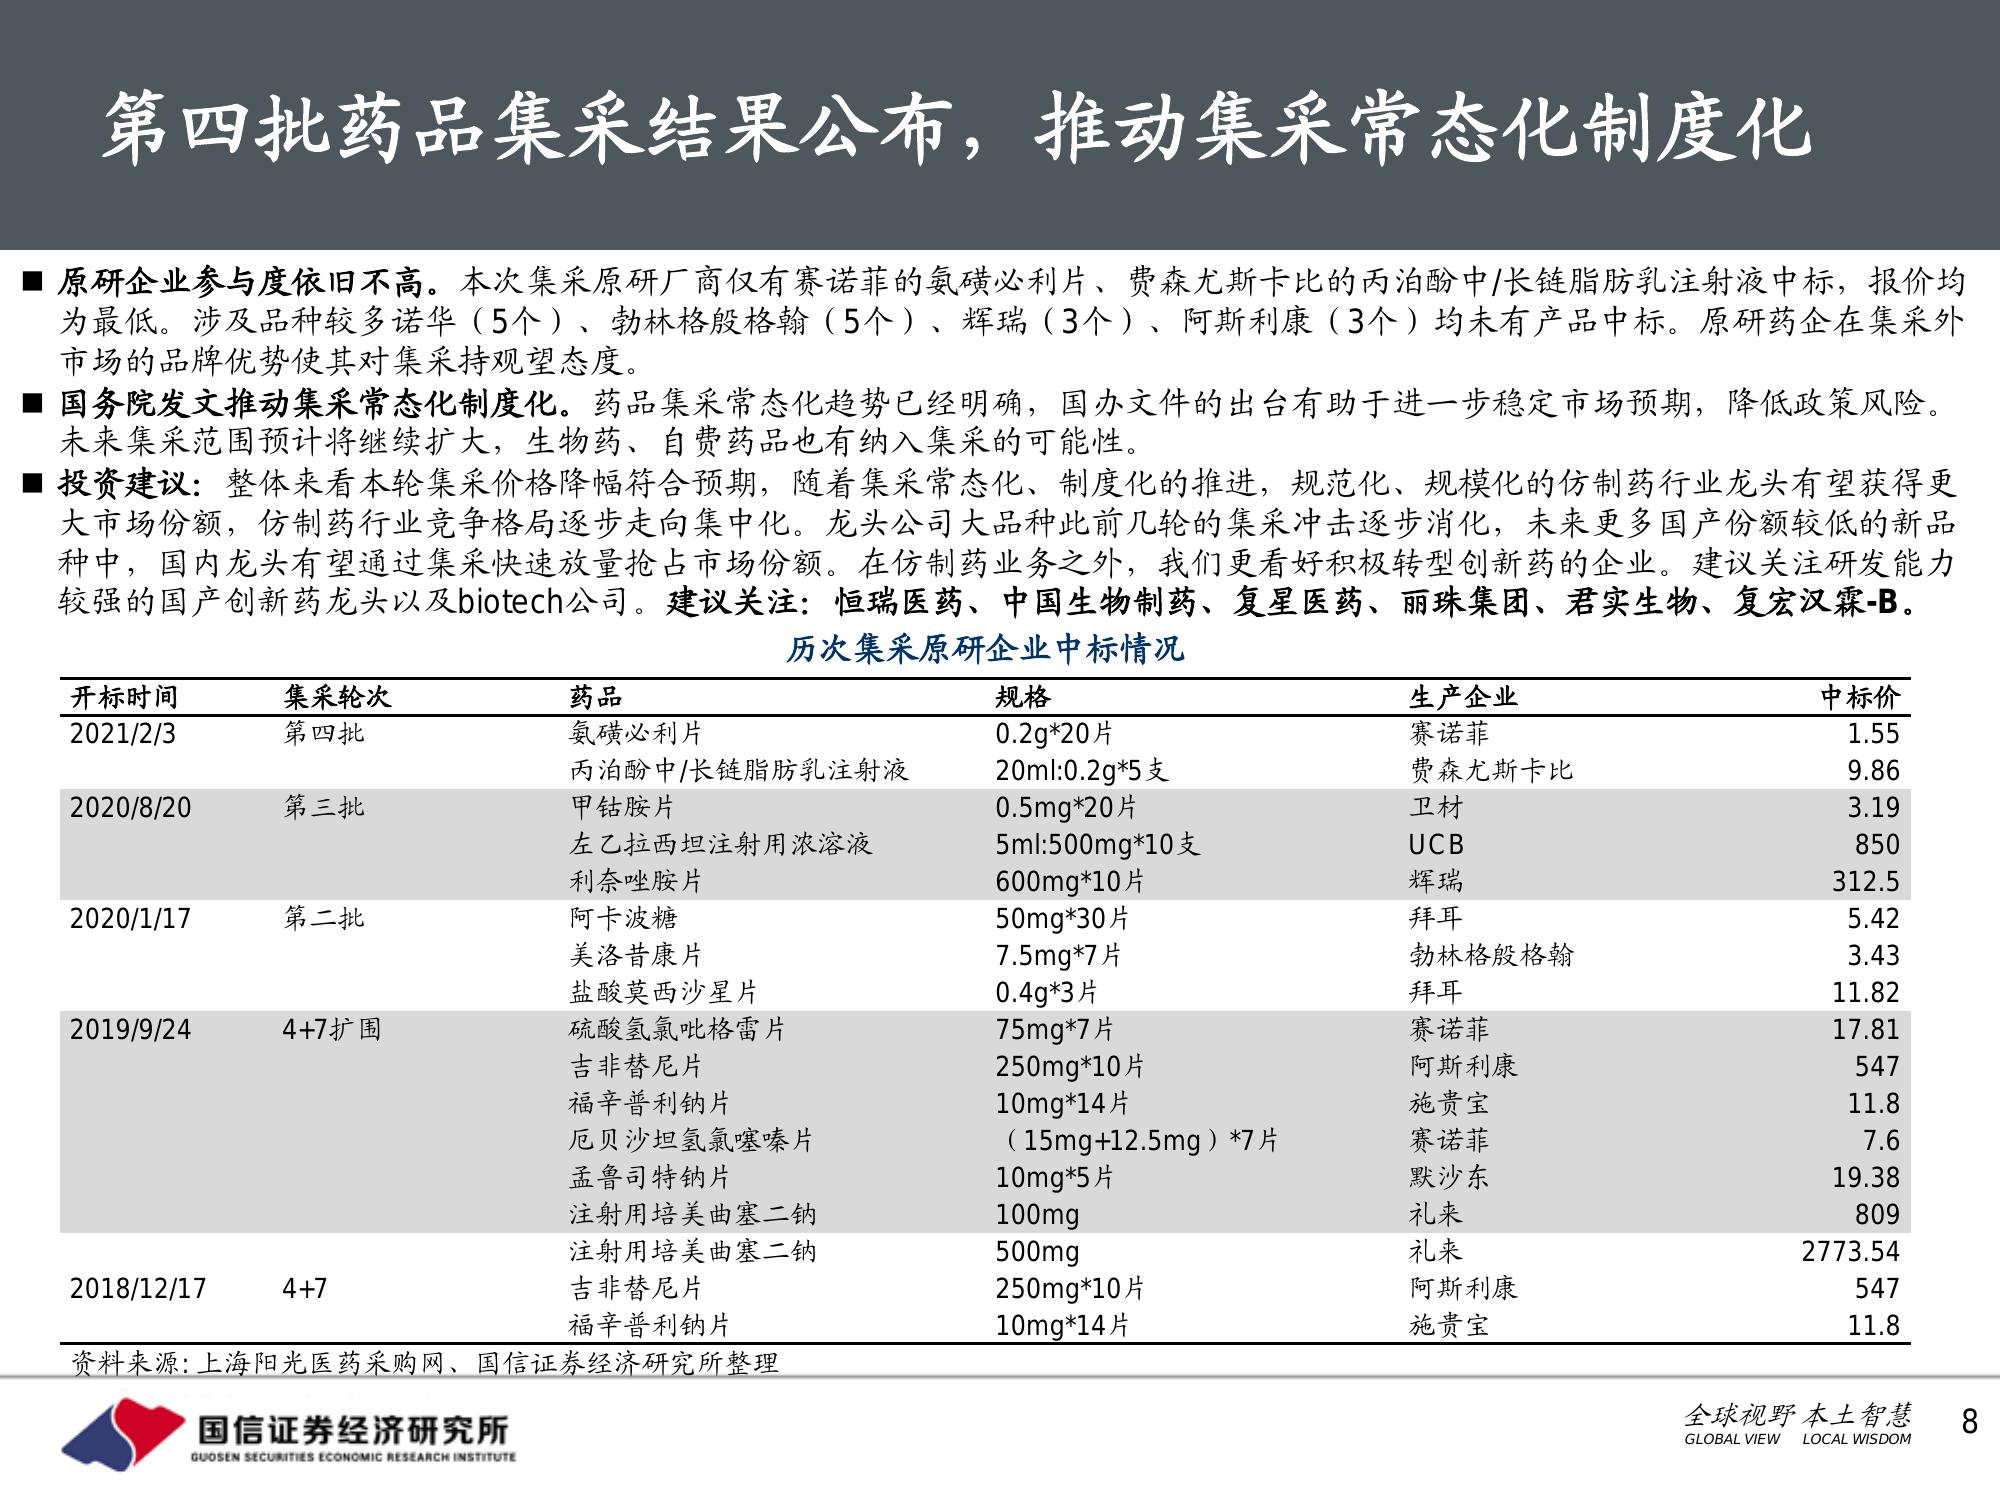 第四批药品集采结果公布，推动集采常态化制度化
■ 原研企业参与度依旧不高。本次集采原研厂商仅有赛诺菲的氨磺必利片、费森尤斯卡比的丙泊酚中/长链脂肪乳注射液中标，报价均
为最低。涉及品种较多诺华（5个）、勃林格殷格翰（5个）、辉瑞（3个）、阿斯利康（3个）均未有产品中标。原研药企在集采外
市场的品牌优势使其对集采持观望态度。
■ 国务院发文推动集采常态化制度化。药品集采常态化趋势已经明确，国办文件的出台有助于进一步稳定市场预期，降低政策风险。
未来集采范围预计将继续扩大，生物药、自费药品也有纳入集采的可能性。
■ 投资建议：整体来看本轮集采价格降幅符合预期，随着集采常态化、制度化的推进，规范化、规模化的仿制药行业龙头有望获得更
大市场份额，仿制药行业竞争格局逐步走向集中化。龙头公司大品种此前几轮的集采冲击逐步消化，未来更多国产份额较低的新品
种中，国内龙头有望通过集采快速放量抢占市场份额。在仿制药业务之外，我们更看好积极转型创新药的企业。建议关注研发能力
较强的国产创新药龙头以及biotech公司。建议关注：恒瑞医药、中国生物制药、复星医药、丽珠集团、君实生物、复宏汉霖-B。
历次集采原研企业中标情况
开标时间 集采轮次 药品 规格 生产企业 中标价
2021/2/3 第四批 氨磺必利片 0.2g*20片 赛诺菲 1.55
丙泊酚中/长链脂肪乳注射液 20ml:0.2g*5支 费森尤斯卡比 9.86
2020/8/20 第三批 甲钴胺片 0.5mg*20片 卫材 3.19
左乙拉西坦注射用浓溶液 5ml:500mg*10支 UCB 850
利奈唑胺片 600mg*10片 辉瑞 312.5
2020/1/17 第二批 阿卡波糖 50mg*30片 拜耳 5.42
美洛昔康片 7.5mg*7片 勃林格殷格翰 3.43
盐酸莫西沙星片 0.4g*3片 拜耳 11.82
2019/9/24 4+7扩围 硫酸氢氯吡格雷片 75mg*7片 赛诺菲 17.81
吉非替尼片 250mg*10片 阿斯利康 547
福辛普利钠片 10mg*14片 施贵宝 11.8
厄贝沙坦氢氯噻嗪片 （15mg+12.5mg）*7片 赛诺菲 7.6
孟鲁司特钠片 10mg*5片 默沙东 19.38
注射用培美曲塞二钠 100mg 礼来 809
注射用培美曲塞二钠 500mg 礼来 2773.54
2018/12/17 4+7 吉非替尼片 250mg*10片 阿斯利康 547
福辛普利钠片 10mg*14片 施贵宝 11.8
资料来源: 上海阳光医药采购网、国信证券经济研究所整理
国信证券经济研究所
GUOSEN SECURITIES ECONOMIC RESEARCH INSTITUTE
全球视野 本土智慧
GLOBAL VIEW LOCAL WISDOM
8